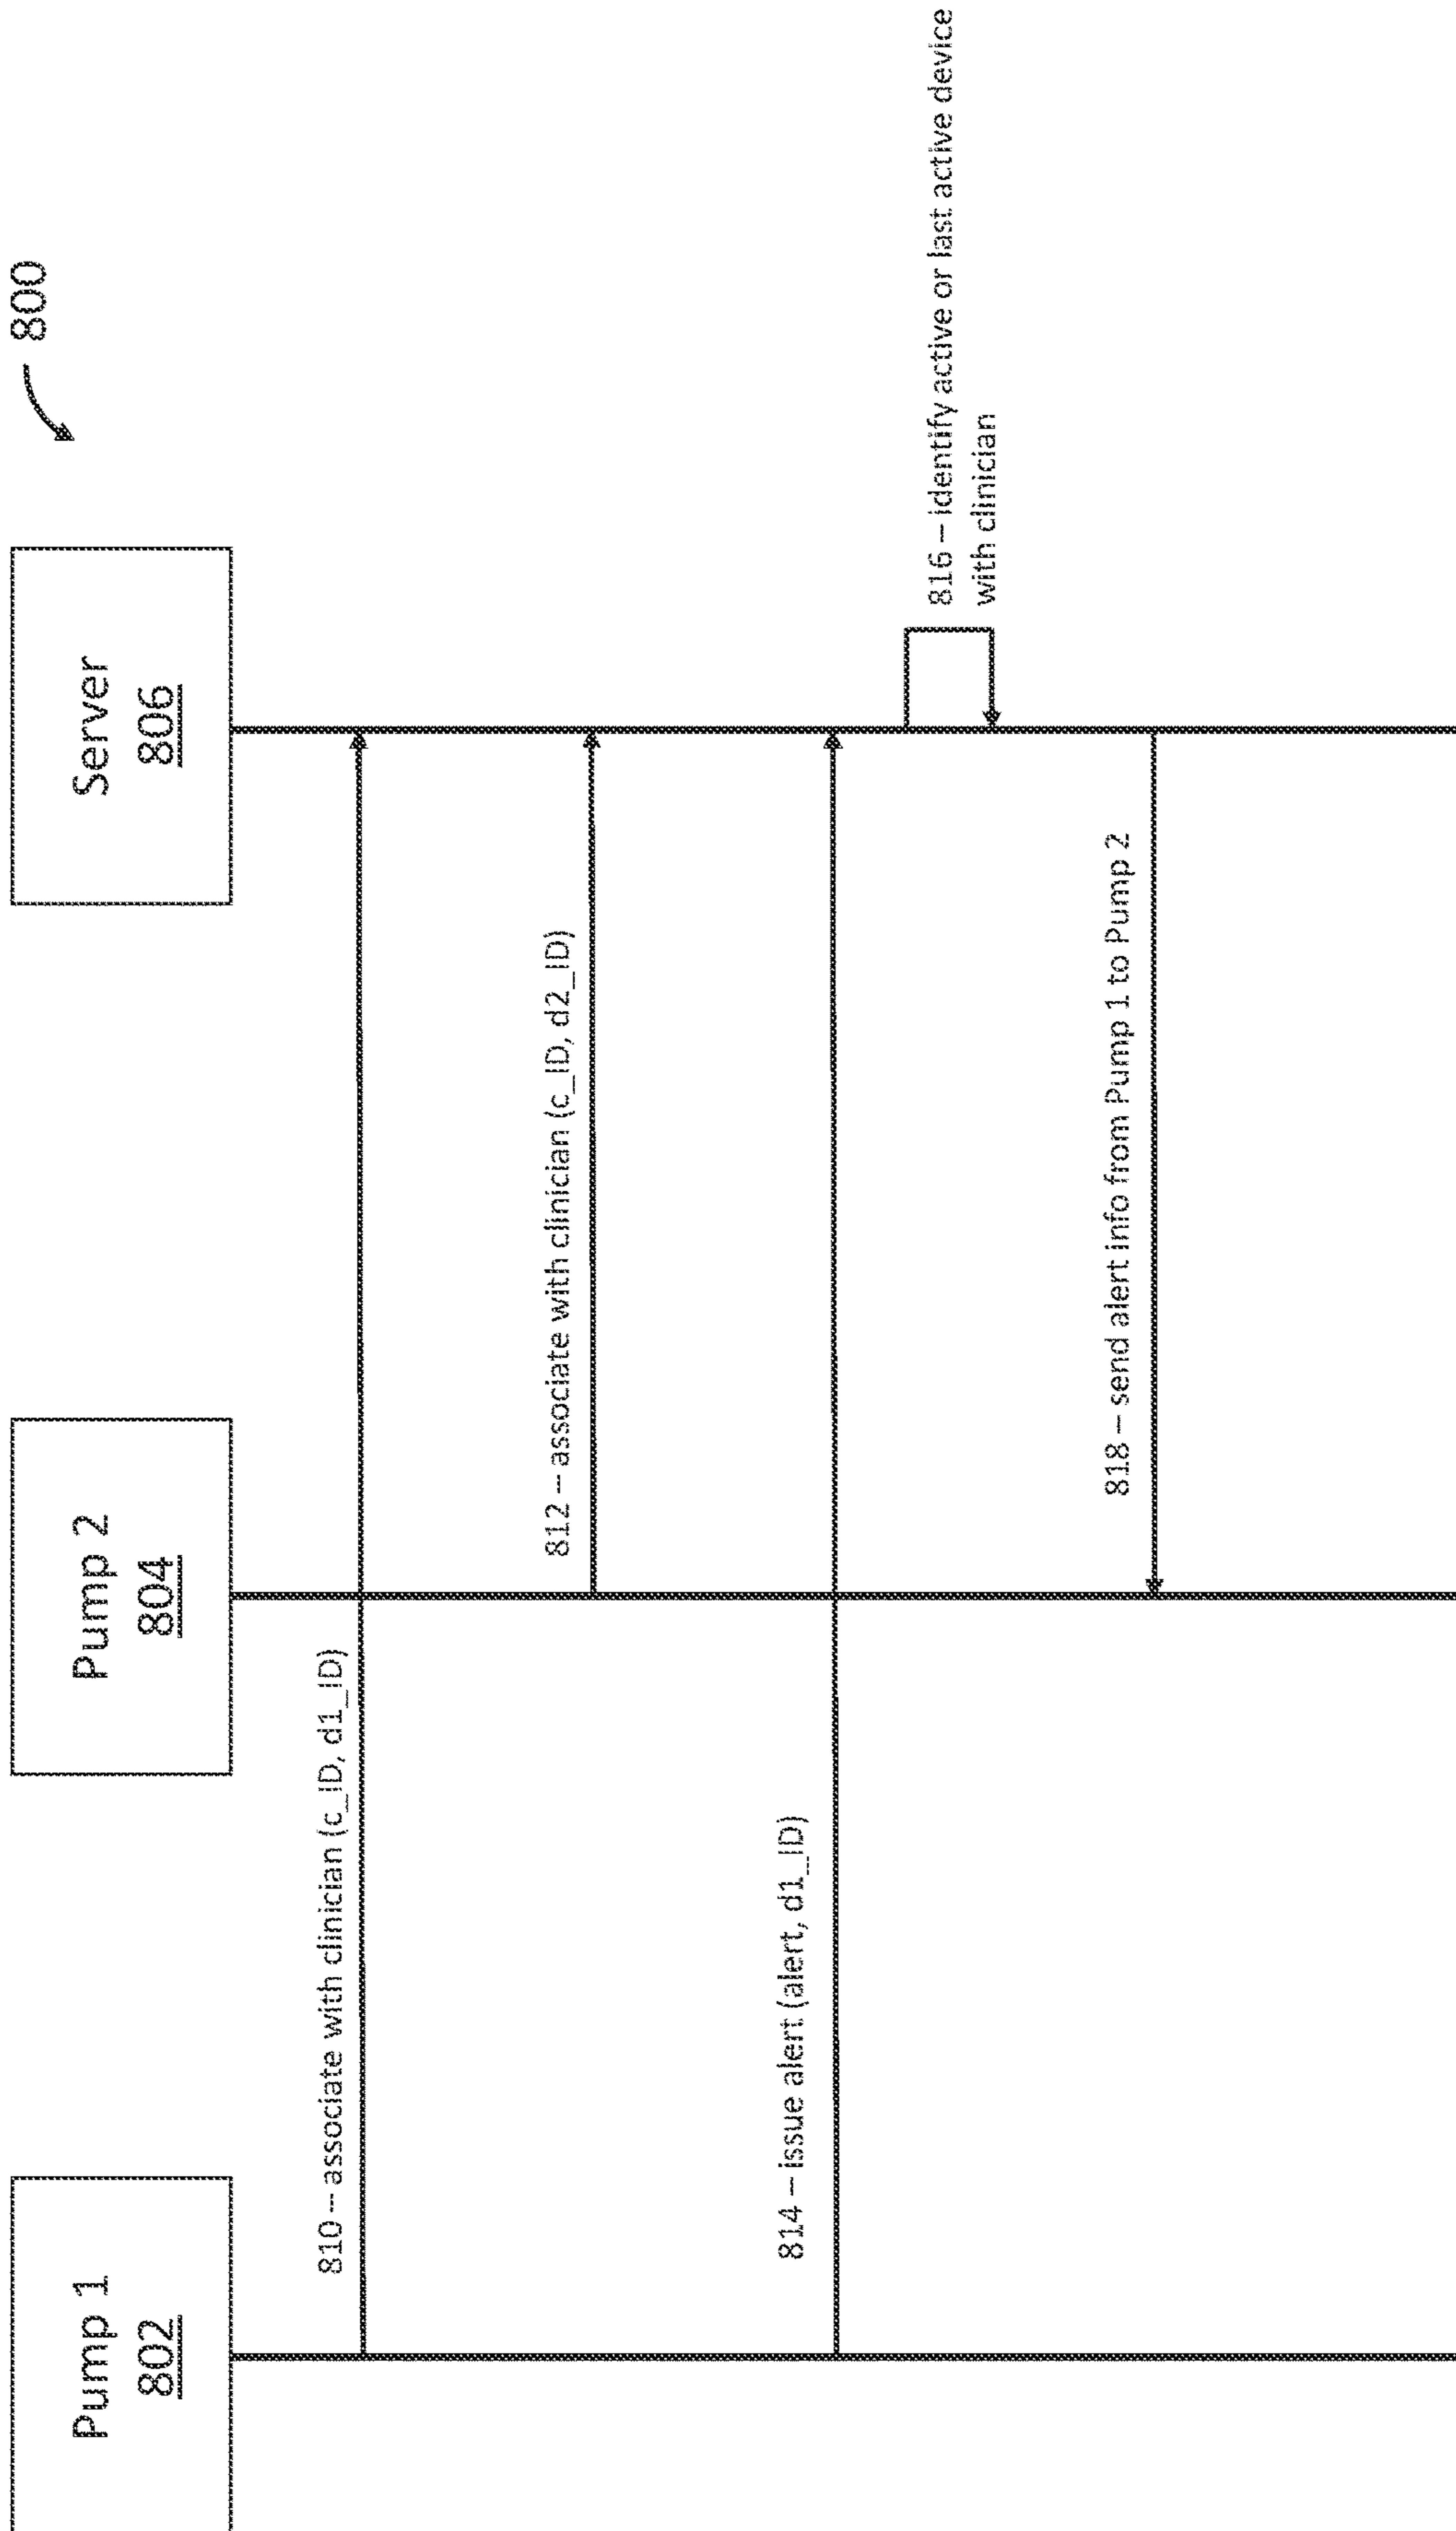 800
Pump 1
802
Pump 2
804
Server
806
810 – associate with clinician (c_ID, d1_ID)
812 – associate with clinician (c_ID, d2_ID)
814 – issue alert (alert, d1_ID)
816 – identify active or last active device
with clinician
818 – send alert info from Pump 1 to Pump 2